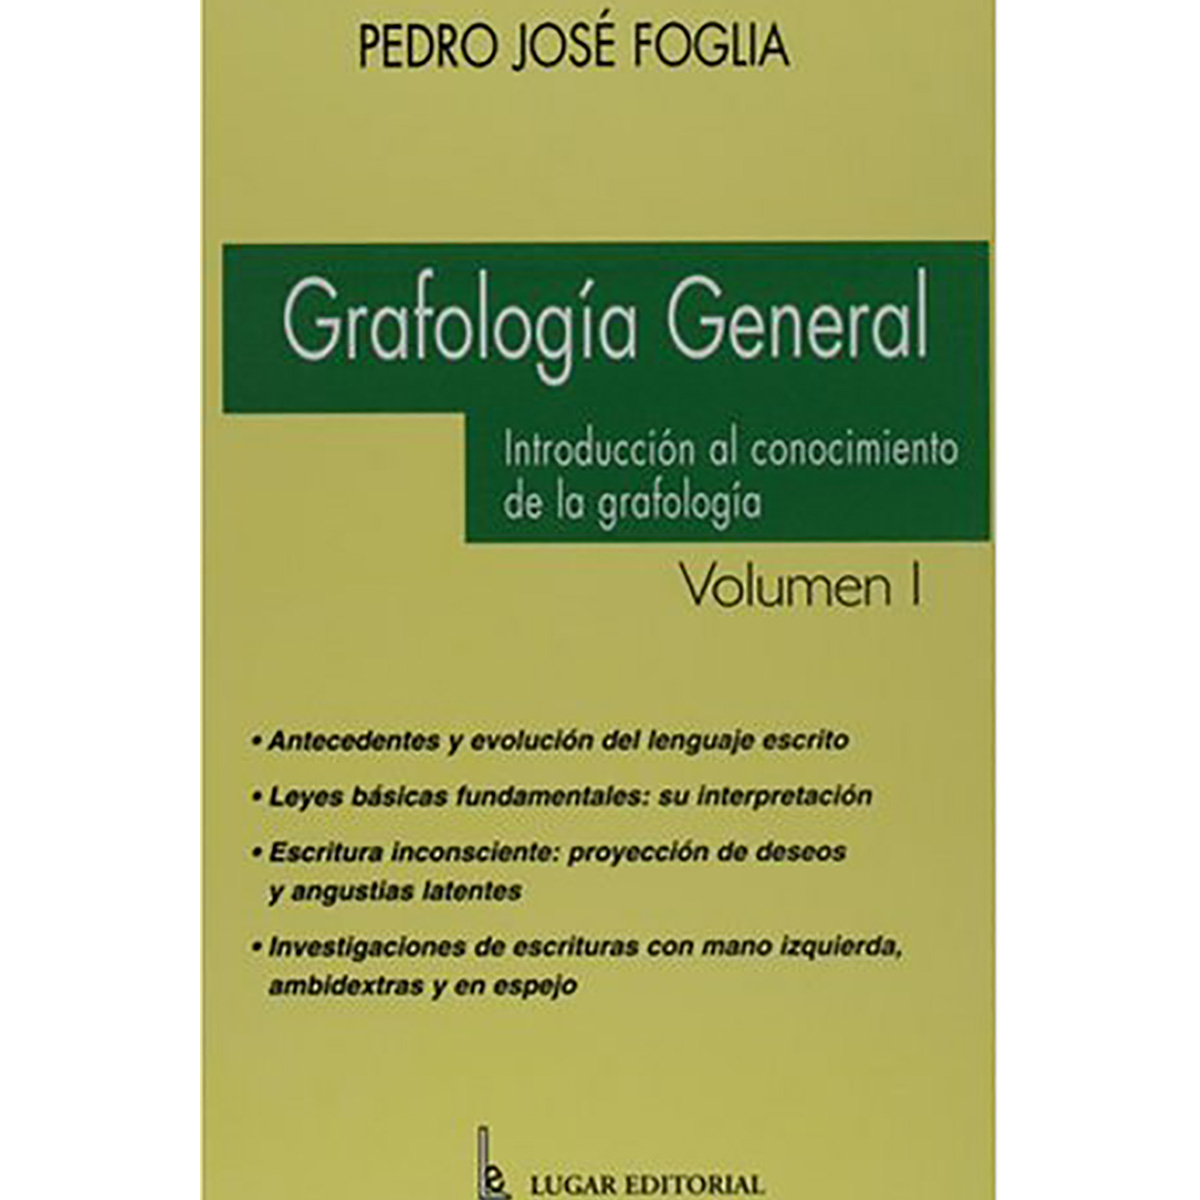 PEDRO JOSÉ FOGLIA
Grafología General
Introducción al conocimiento
de la grafología
Volumen I
• Antecedentes y evolución del lenguaje escrito
• Leyes básicas fundamentales: su interpretación
• Escritura inconsciente: proyección de deseos
y angustias latentes
• Investigaciones de escrituras con mano izquierda,
ambidextras y en espejo
Le LUGAR EDITORIAL